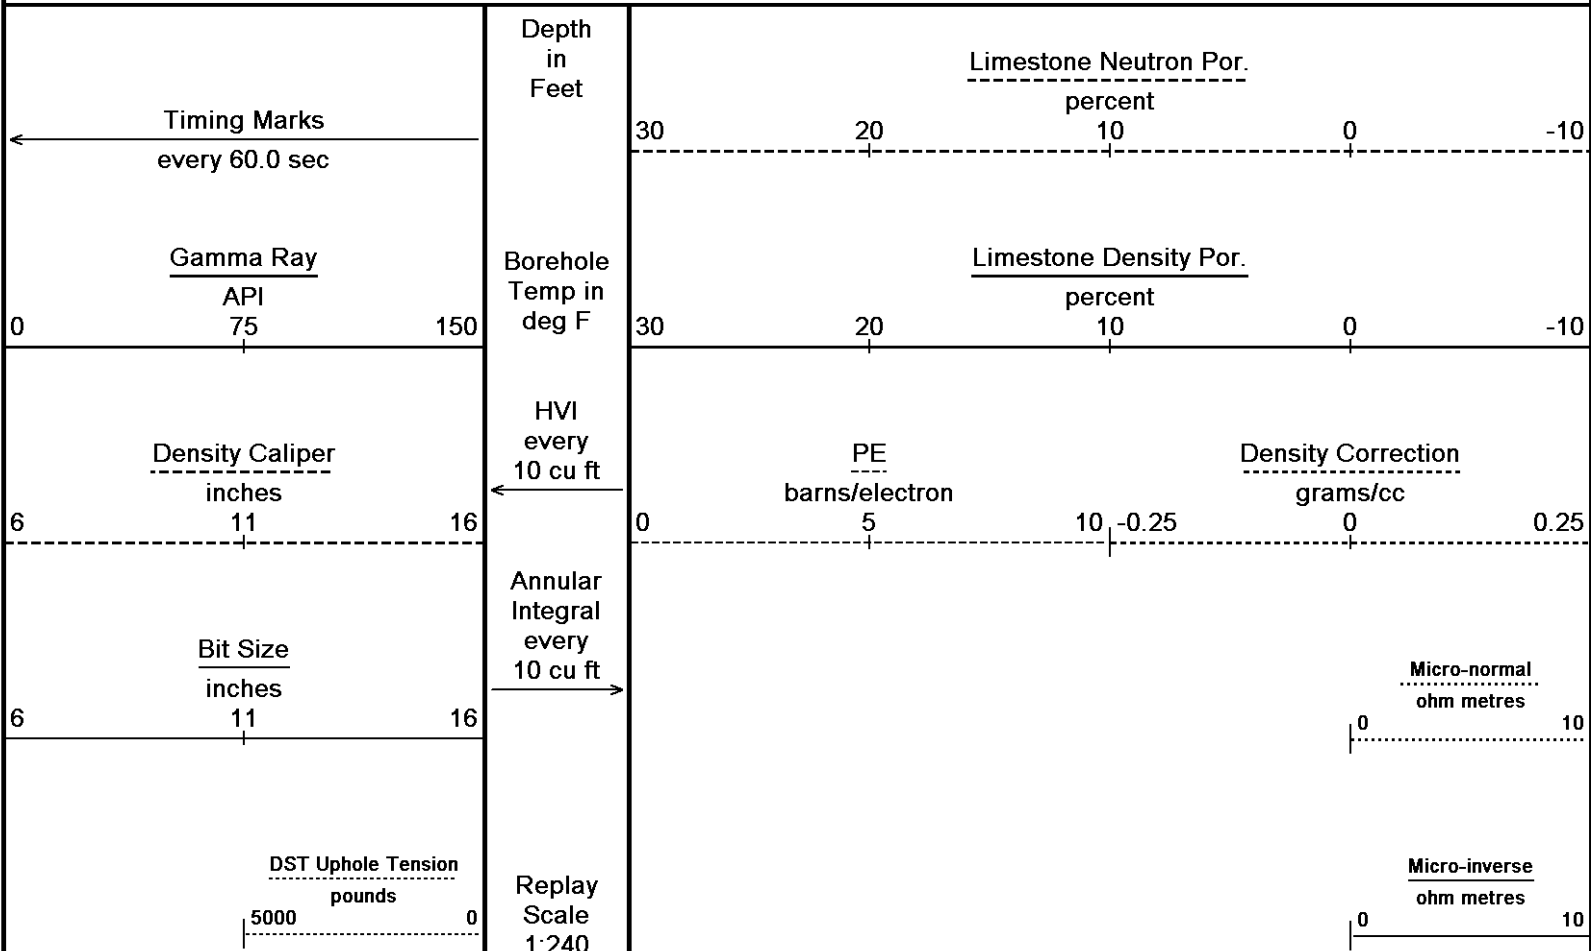 Timing Marks
every 60.0 sec
Gamma Ray
API
0 75 150
Density Caliper
inches
6 11 16
Bit Size
inches
6 11 16
DST Uphole Tension
pounds
5000 0
Depth
in
Feet
Borehole
Temp in
deg F
HVI
every
10 cu ft
Annular
Integral
every
10 cu ft
Replay
Scale
1:240
Limestone Neutron Por.
percent
30 20 10 0 -10
Limestone Density Por.
percent
30 20 10 0 -10
PE
barns/electron
0 5 10
Density Correction
grams/cc
-0.25 0 0.25
Micro-normal
ohm metres
0 10
Micro-inverse
ohm metres
0 10